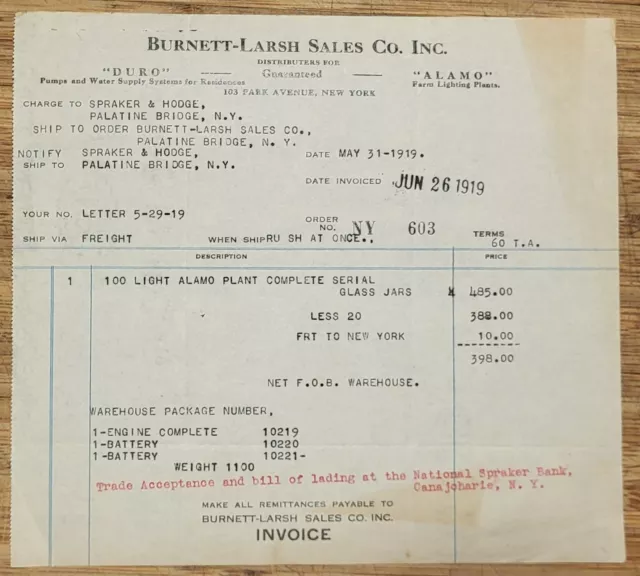 BURNETT-LARSH SALES CO. INC.
DISTRIBUTERS FOR
"DURO" Guaranteed "ALAMO"
Pumps and Water Supply Systems for Residences Farm Lighting Plants.
103 PARK AVENUE, NEW YORK
CHARGE TO SPRAKER & HODGE,
PALATINE BRIDGE, N.Y.
SHIP TO ORDER BURNETT-LARSH SALES CO.,
PALATINE BRIDGE, N. Y.
NOTIFY SPRAKER & HODGE, DATE MAY 31-1919.
SHIP TO PALATINE BRIDGE, N.Y.
DATE INVOICED JUN 26 1919
YOUR NO. LETTER 5-29-19 ORDER NO. NY 603 TERMS
SHIP VIA FREIGHT WHEN SHIP RU SH AT ONCE., 60 T.A.
DESCRIPTION PRICE
1 100 LIGHT ALAMO PLANT COMPLETE SERIAL
GLASS JARS 485.00
LESS 20 388.00
FRT TO NEW YORK 10.00
398.00
NET F.O.B. WAREHOUSE.
WAREHOUSE PACKAGE NUMBER,
1-ENGINE COMPLETE 10219
1-BATTERY 10220
1-BATTERY 10221-
WEIGHT 1100
Trade Acceptance and bill of lading at the National Spraker Bank,
Canajoharie, N. Y.
MAKE ALL REMITTANCES PAYABLE TO
BURNETT-LARSH SALES CO. INC.
INVOICE